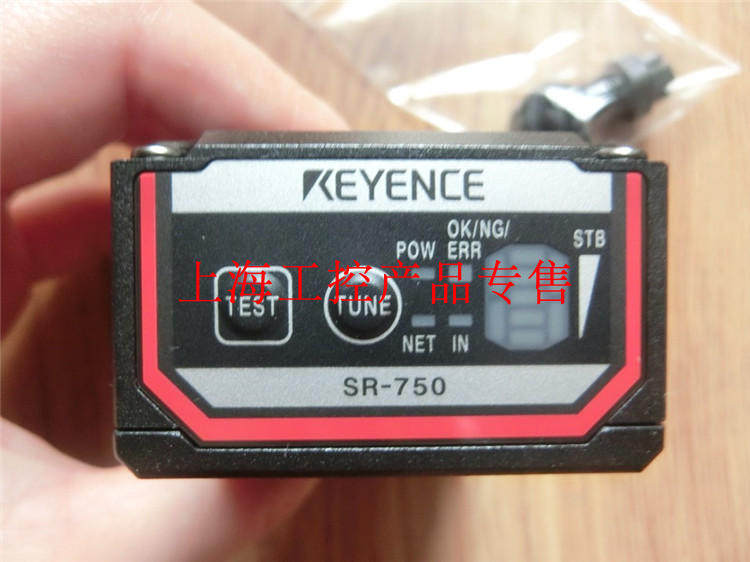 KEYENCE
OK/NG/
POW ERR STB
上海工控产品专售
TEST TUNE
NET IN
SR-750